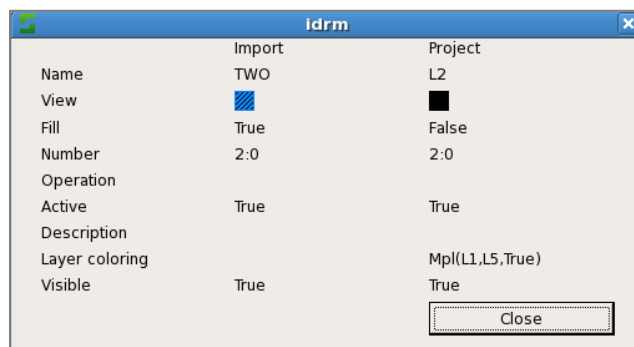 idrm
Import Project
Name TWO L2
View
Fill True False
Number 2:0 2:0
Operation
Active True True
Description
Layer coloring Mpl(L1,L5,True)
Visible True True
Close